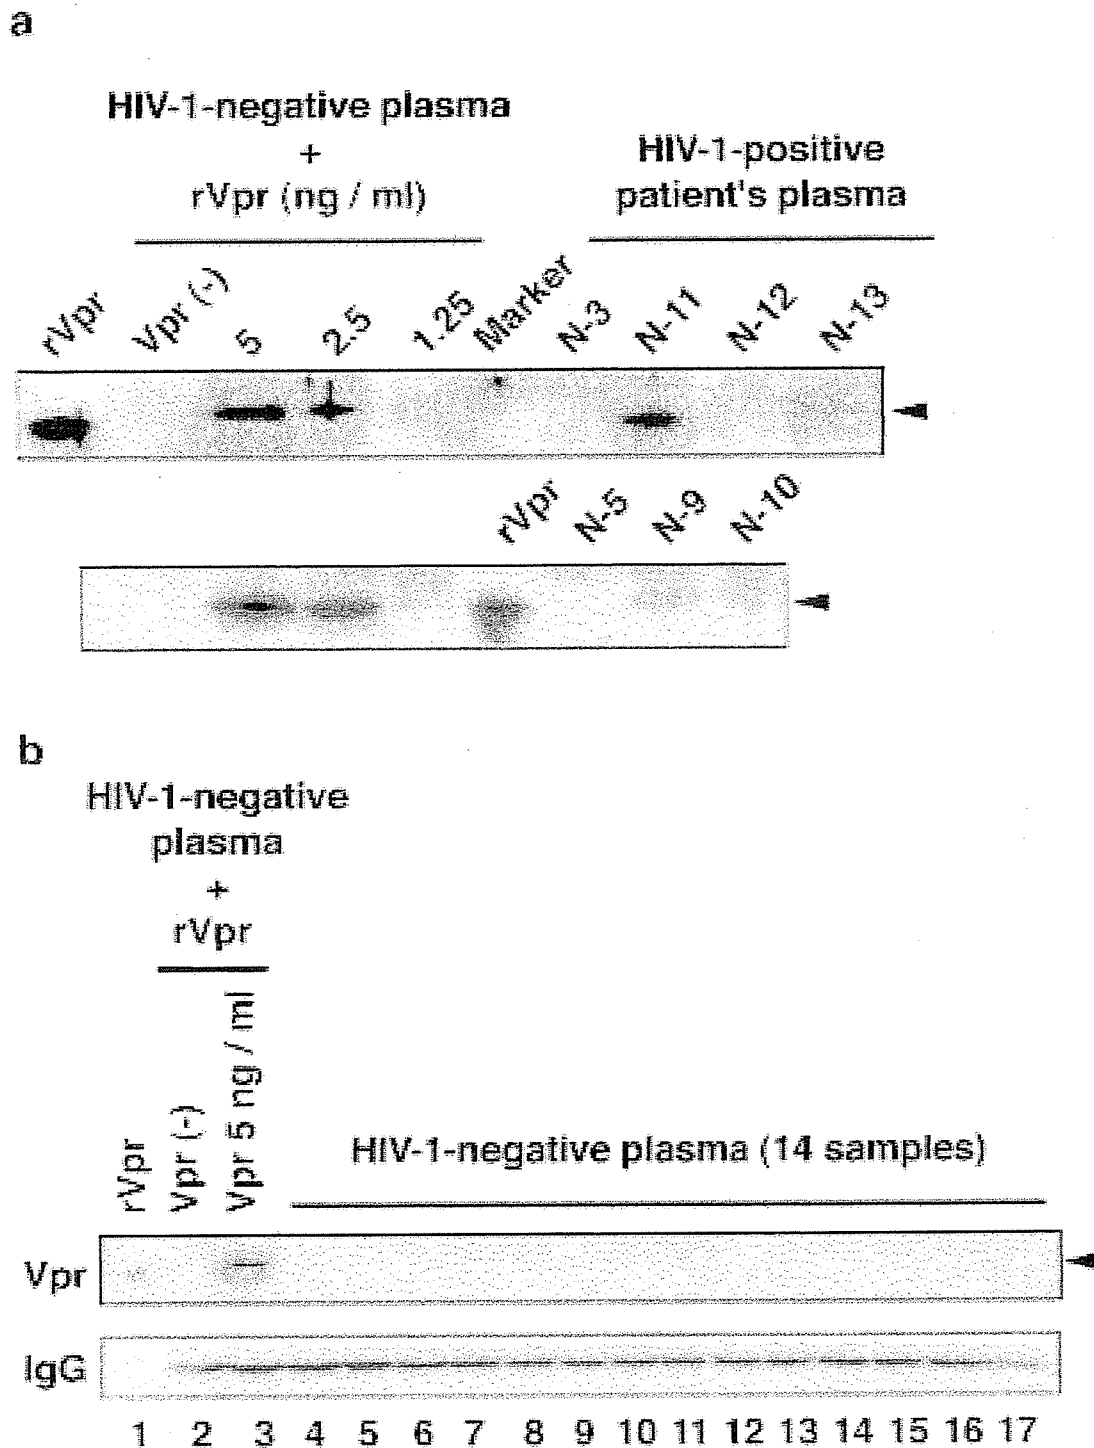 a
HIV-1-negative plasma
+
rVpr (ng / ml)
HIV-1-positive
patient's plasma
rVpr Vpr (-) 5 2.5 1.25 Marker N-3 N-11 N-12 N-13
rVpr N-5 N-9 N-10
b
HIV-1-negative
plasma
+
rVpr
rVpr Vpr (-) Vpr 5 ng / ml
HIV-1-negative plasma (14 samples)
Vpr
IgG
1 2 3 4 5 6 7 8 9 10 11 12 13 14 15 16 17